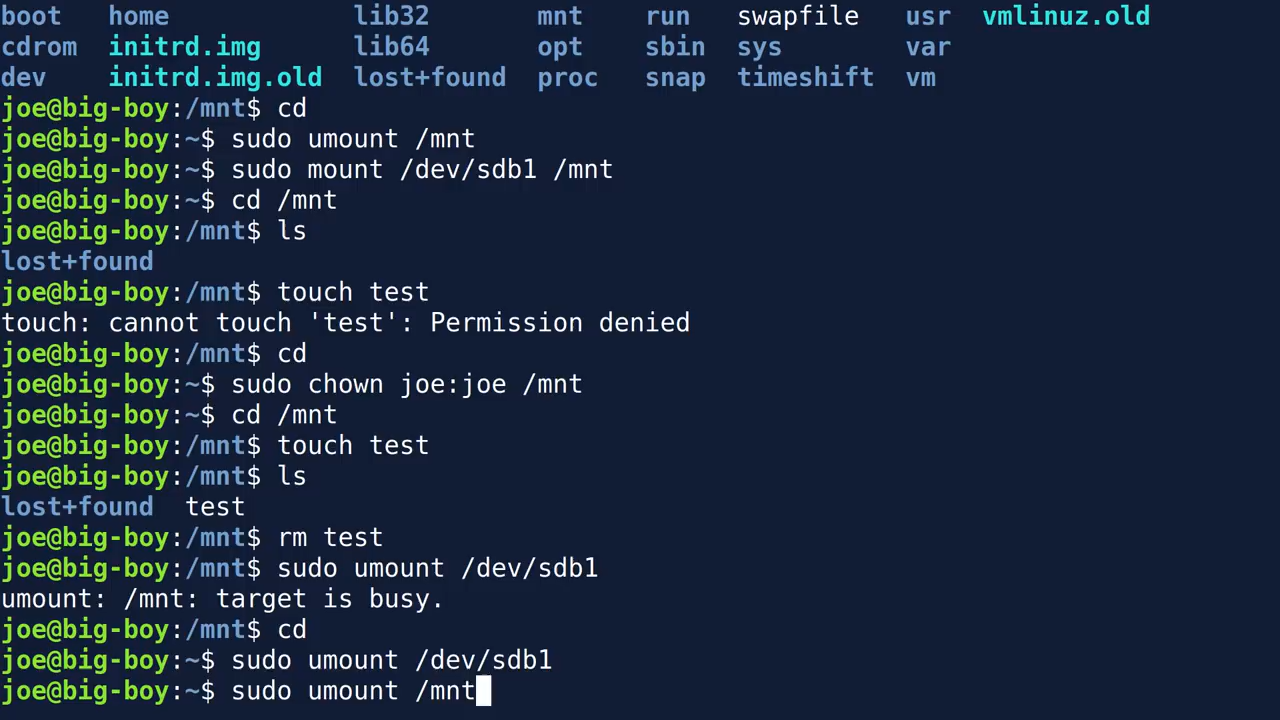 boot home lib32 mnt run swapfile usr vmlinuz.old
cdrom initrd.img lib64 opt sbin sys var
dev initrd.img.old lost+found proc snap timeshift vm
joe@big-boy:/mnt$ cd
joe@big-boy:~$ sudo umount /mnt
joe@big-boy:~$ sudo mount /dev/sdb1 /mnt
joe@big-boy:~$ cd /mnt
joe@big-boy:/mnt$ ls
lost+found
joe@big-boy:/mnt$ touch test
touch: cannot touch 'test': Permission denied
joe@big-boy:/mnt$ cd
joe@big-boy:~$ sudo chown joe:joe /mnt
joe@big-boy:~$ cd /mnt
joe@big-boy:/mnt$ touch test
joe@big-boy:/mnt$ ls
lost+found test
joe@big-boy:/mnt$ rm test
joe@big-boy:/mnt$ sudo umount /dev/sdb1
umount: /mnt: target is busy.
joe@big-boy:/mnt$ cd
joe@big-boy:~$ sudo umount /dev/sdb1
joe@big-boy:~$ sudo umount /mnt